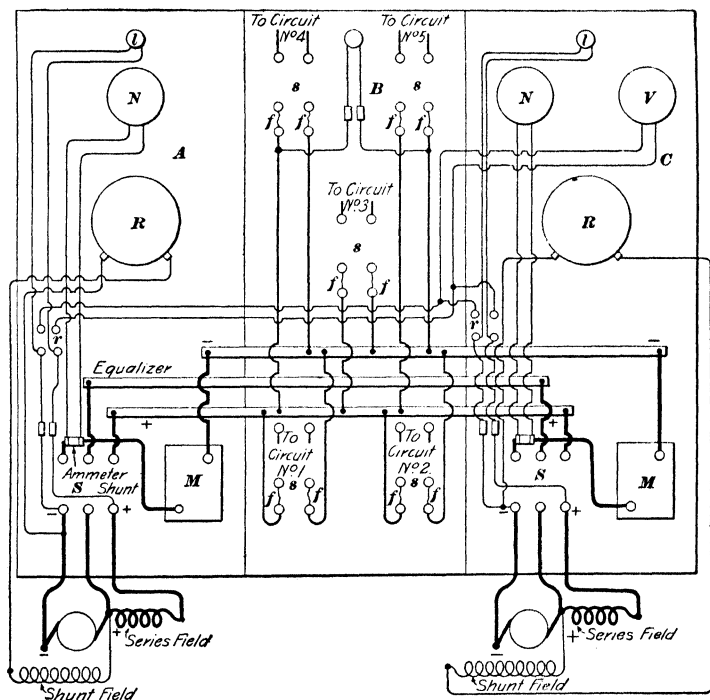 To Circuit
Nº4
To Circuit
Nº5
l
l
s
B
s
N
N
V
f
f
f
f
A
C
To Circuit
Nº3
R
s
R
f
f
r
r
–
–
Equalizer
+
+
To
Circuit
Nº1
To
Circuit
Nº2
Ammeter
Shunt
S
M
s
f
f
s
f
f
S
M
–
+
–
+
+
Series Field
–
+
Series Field
–
Shunt Field
Shunt Field